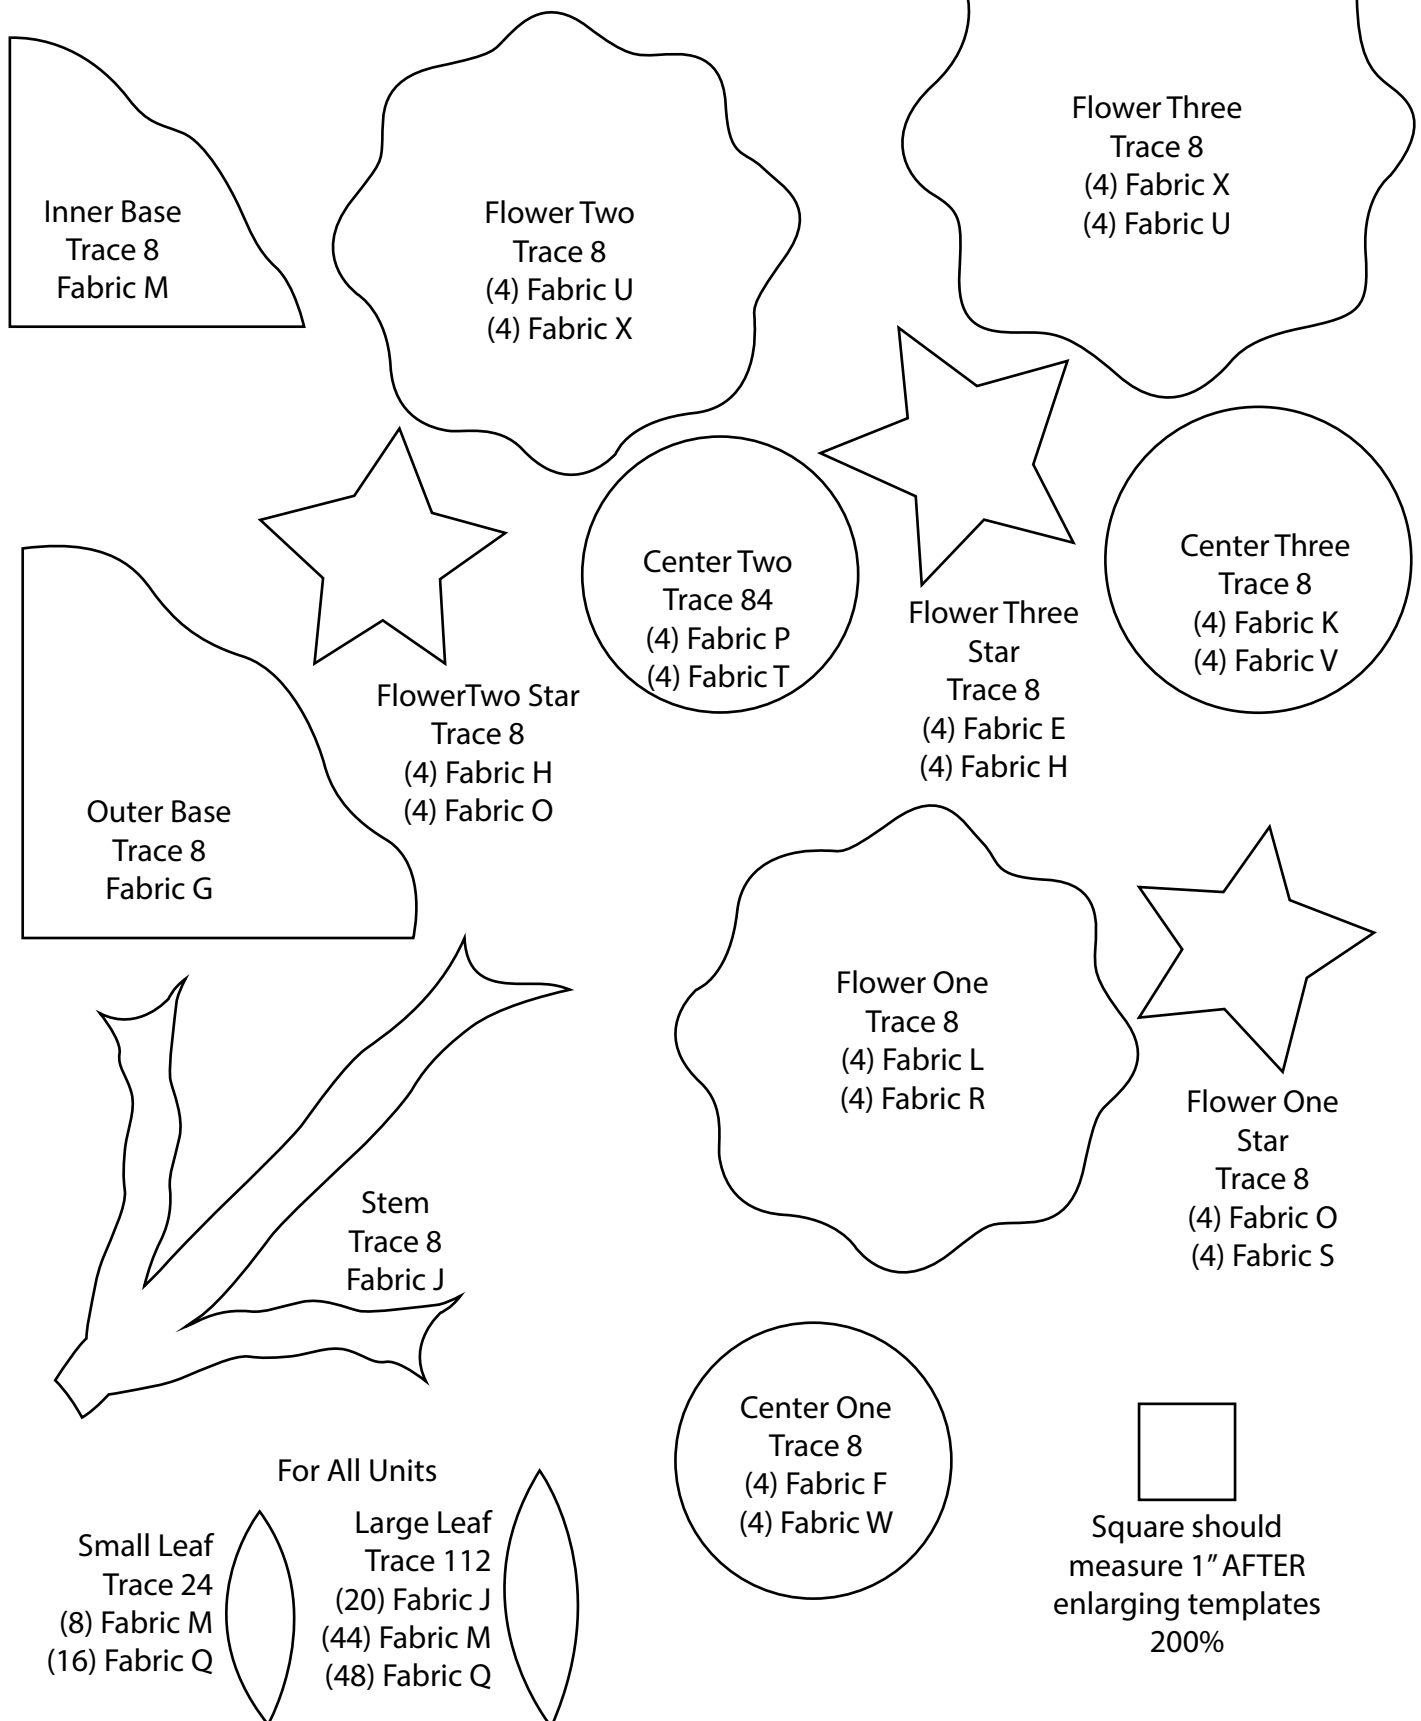 Inner Base
Trace 8
Fabric M
Flower Two
Trace 8
(4) Fabric U
(4) Fabric X
Flower Three
Trace 8
(4) Fabric X
(4) Fabric U
FlowerTwo Star
Trace 8
(4) Fabric H
(4) Fabric O
Center Two
Trace 84
(4) Fabric P
(4) Fabric T
Flower Three
Star
Trace 8
(4) Fabric E
(4) Fabric H
Center Three
Trace 8
(4) Fabric K
(4) Fabric V
Outer Base
Trace 8
Fabric G
Flower One
Trace 8
(4) Fabric L
(4) Fabric R
Flower One
Star
Trace 8
(4) Fabric O
(4) Fabric S
Stem
Trace 8
Fabric J
Center One
Trace 8
(4) Fabric F
(4) Fabric W
For All Units
Small Leaf
Trace 24
(8) Fabric M
(16) Fabric Q
Large Leaf
Trace 112
(20) Fabric J
(44) Fabric M
(48) Fabric Q
Square should
measure 1” AFTER
enlarging templates
200%